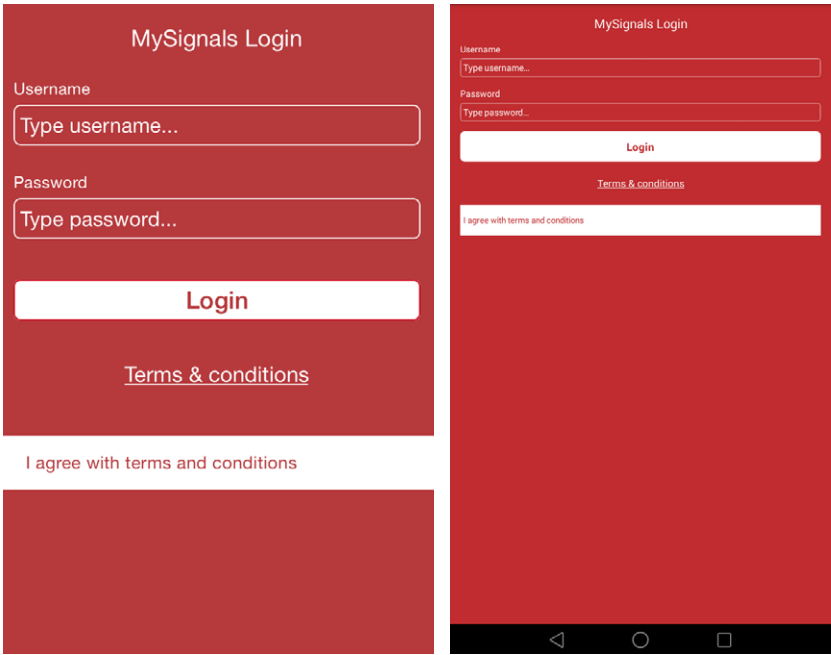 MySignals Login
Username
Type username...
Password
Type password...
Login
Terms & conditions
I agree with terms and conditions
MySignals Login
Username
Type username...
Password
Type password...
Login
Terms & conditions
I agree with terms and conditions